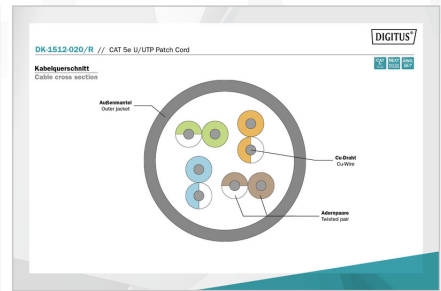 DIGITUS®
DK-1512-020/R // CAT 5e U/UTP Patch Cord
Kabelquerschnitt
Cable cross section
Außenmantel
Outer jacket
Cu-Draht
Cu-Wire
Adernpaare
Twisted pair